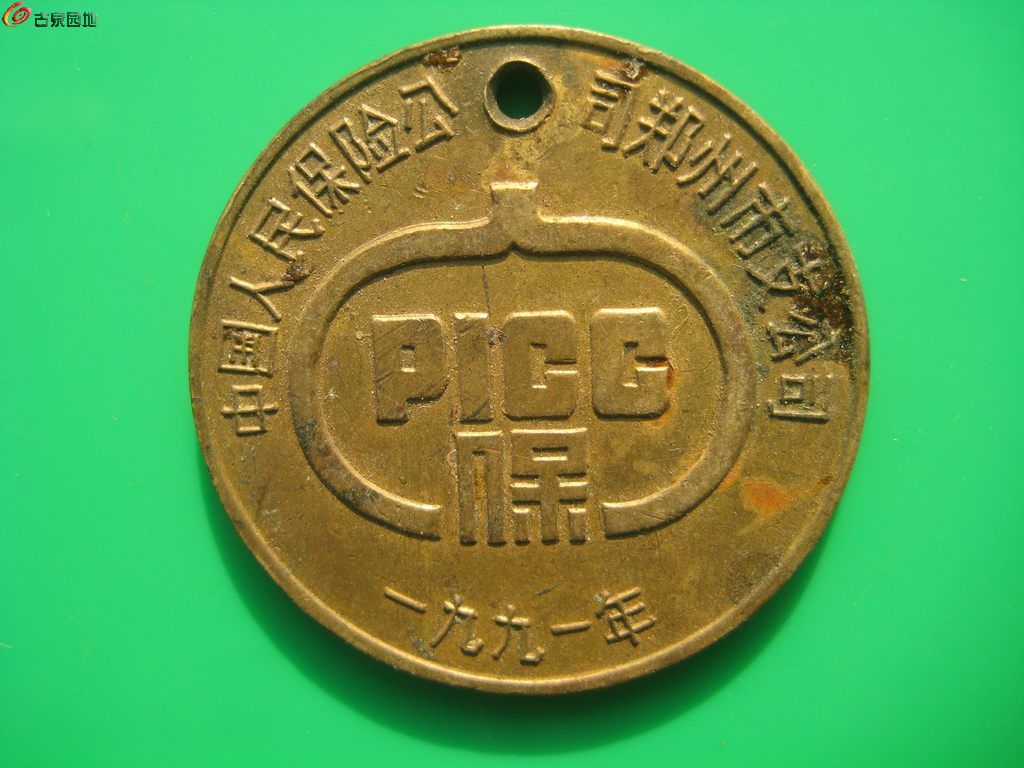 古泉园地
中国人民保险公司郑州市支公司
PICC
保
一九九一年